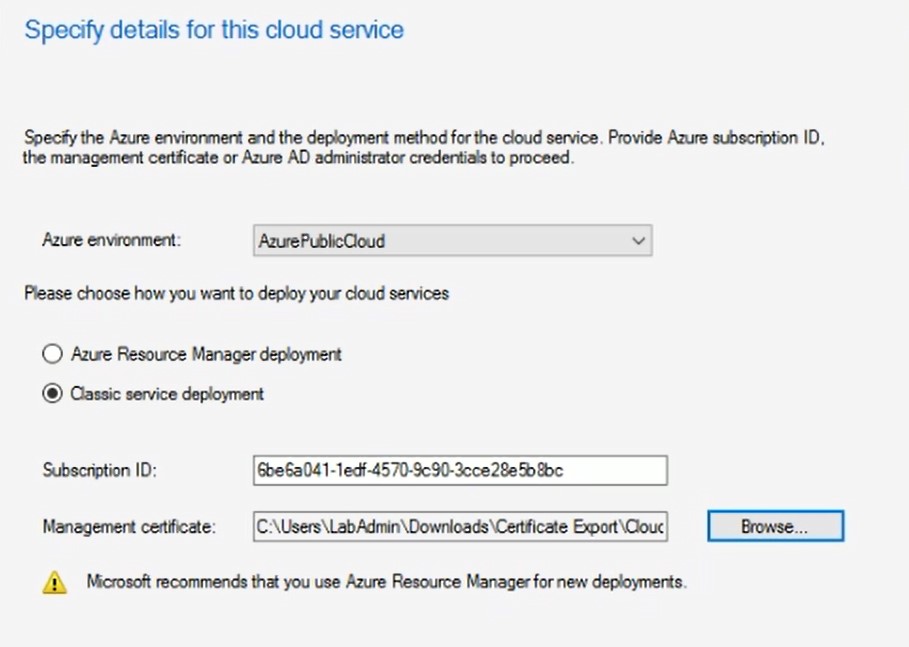 Specify details for this cloud service
Specify the Azure environment and the deployment method for the cloud service. Provide Azure subscription ID,
the management certificate or Azure AD administrator credentials to proceed.
Azure environment: AzurePublicCloud
Please choose how you want to deploy your cloud services
Azure Resource Manager deployment
Classic service deployment
Subscription ID: 6be6a041-1edf-4570-9c90-3cce28e5b8bc
Management certificate: C:\Users\LabAdmin\Downloads\Certificate Export\Clouc Browse...
Microsoft recommends that you use Azure Resource Manager for new deployments.